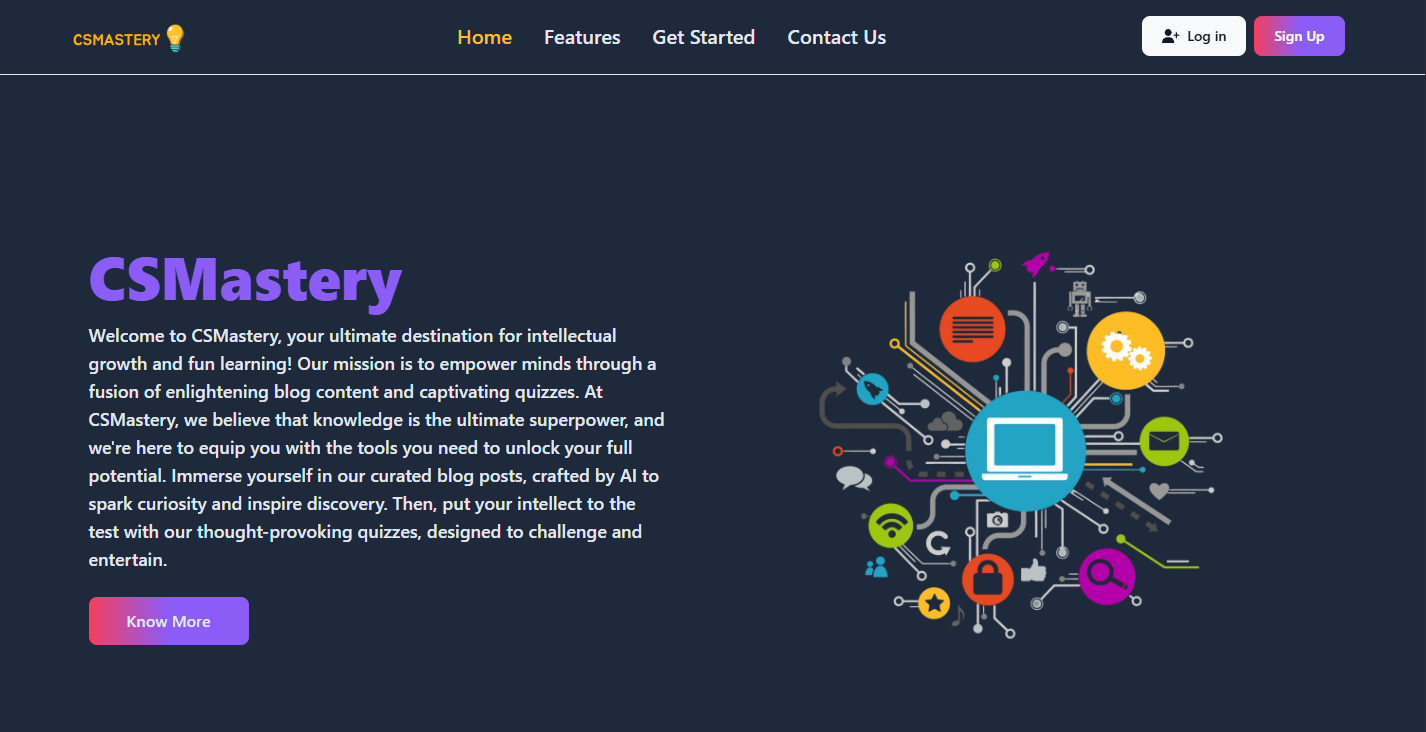 CSMASTERY
Home Features Get Started Contact Us
Log in Sign Up
CSMastery
Welcome to CSMastery, your ultimate destination for intellectual
growth and fun learning! Our mission is to empower minds through a
fusion of enlightening blog content and captivating quizzes. At
CSMastery, we believe that knowledge is the ultimate superpower, and
we're here to equip you with the tools you need to unlock your full
potential. Immerse yourself in our curated blog posts, crafted by AI to
spark curiosity and inspire discovery. Then, put your intellect to the
test with our thought-provoking quizzes, designed to challenge and
entertain.
Know More